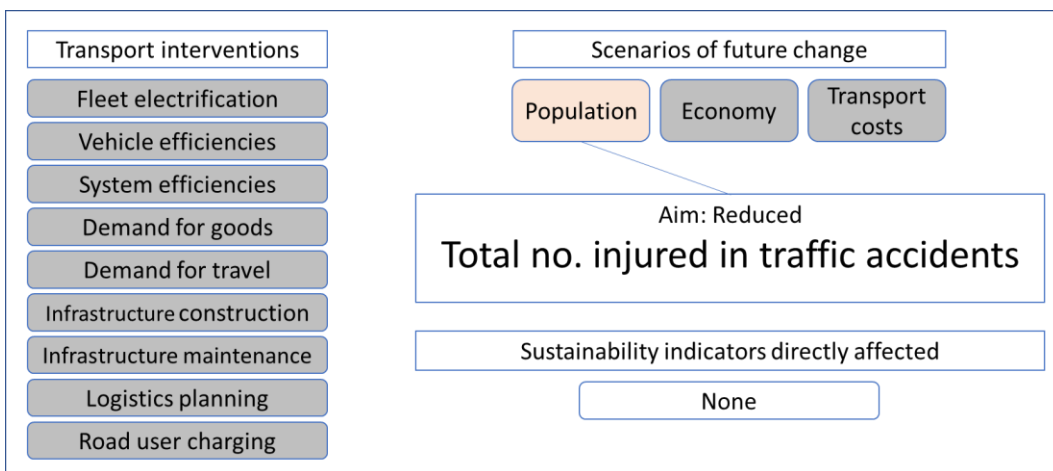 Transport interventions
Fleet electrification
Vehicle efficiencies
System efficiencies
Demand for goods
Demand for travel
Infrastructure construction
Infrastructure maintenance
Logistics planning
Road user charging
Scenarios of future change
Population
Economy
Transport
costs
Aim: Reduced
Total no. injured in traffic accidents
Sustainability indicators directly affected
None